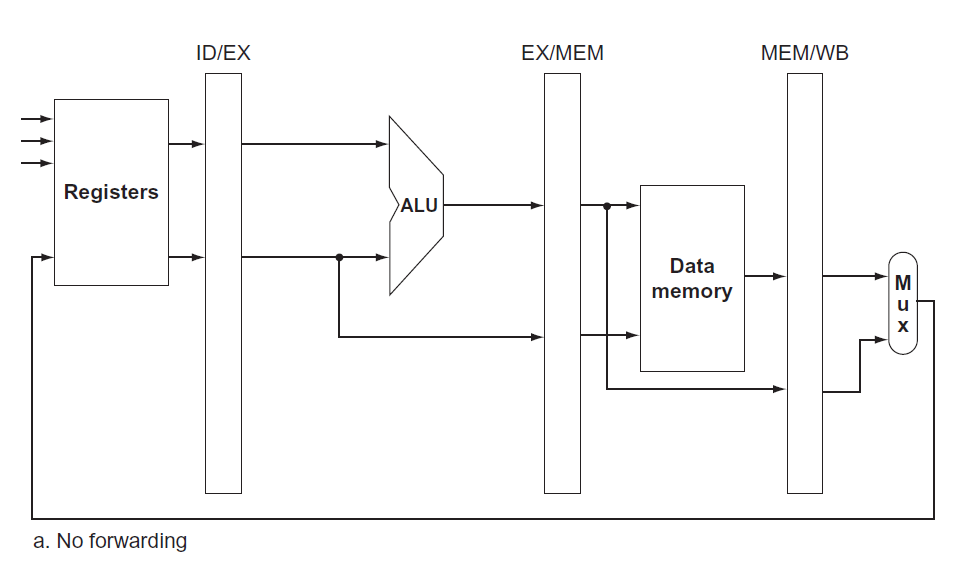 ID/EX
EX/MEM
MEM/WB
Registers
ALU
Data
memory
M
u
x
a. No forwarding